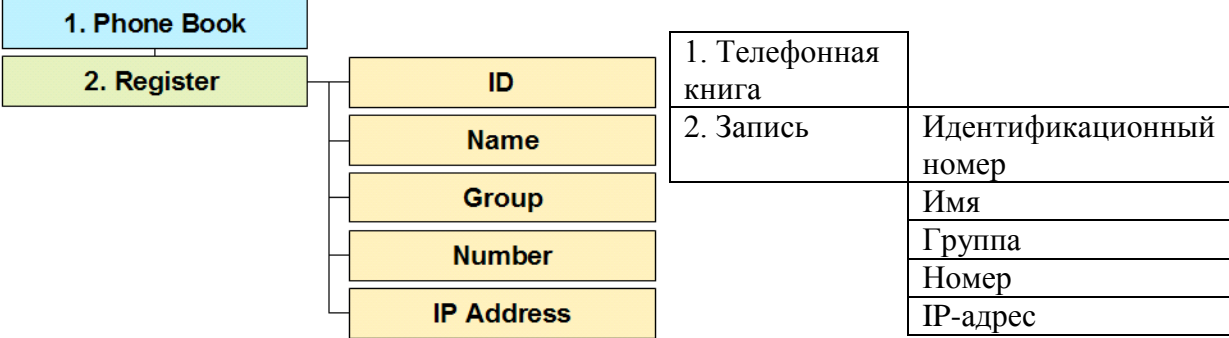 1. Phone Book
2. Register
ID
Name
Group
Number
IP Address
1. Телефонная
книга
2. Запись
Идентификационный
номер
Имя
Группа
Номер
IP-адрес